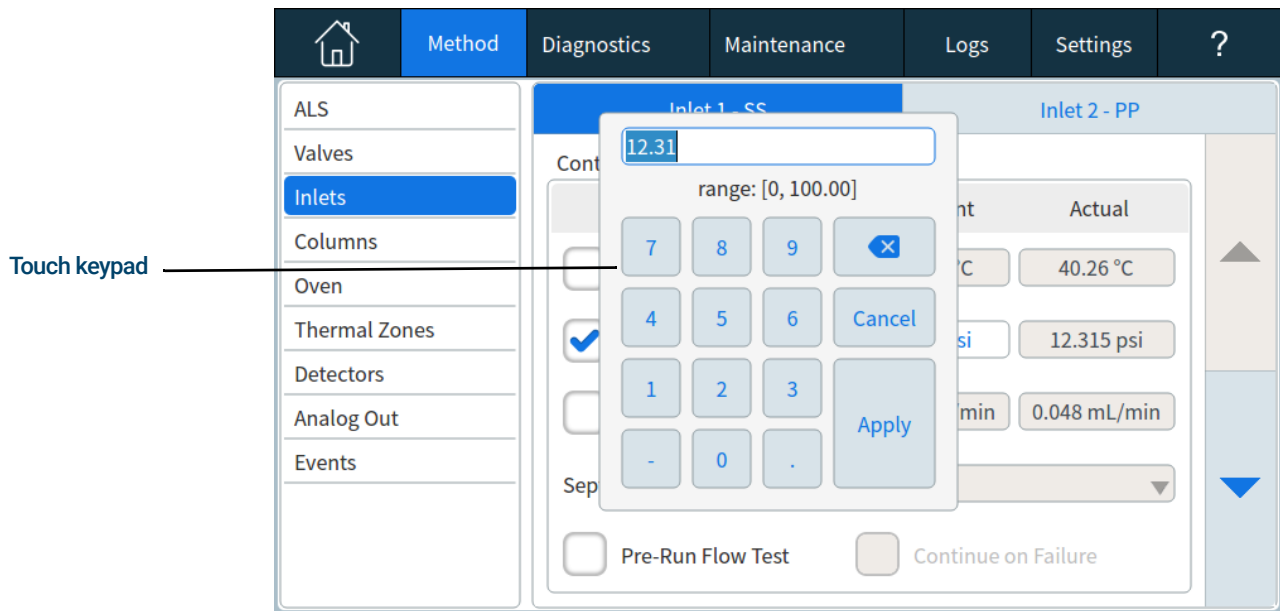 Method Diagnostics Maintenance Logs Settings ?
ALS
Valves
Inlets
Columns
Oven
Thermal Zones
Detectors
Analog Out
Events
Touch keypad
Inlet 1 - SS Inlet 2 - PP
Cont
nt Actual
°C 40.26 °C
si 12.315 psi
/min 0.048 mL/min
Sep
Pre-Run Flow Test Continue on Failure
12.31
range: [0, 100.00]
7 8 9
4 5 6 Cancel
1 2 3
Apply
- 0 .